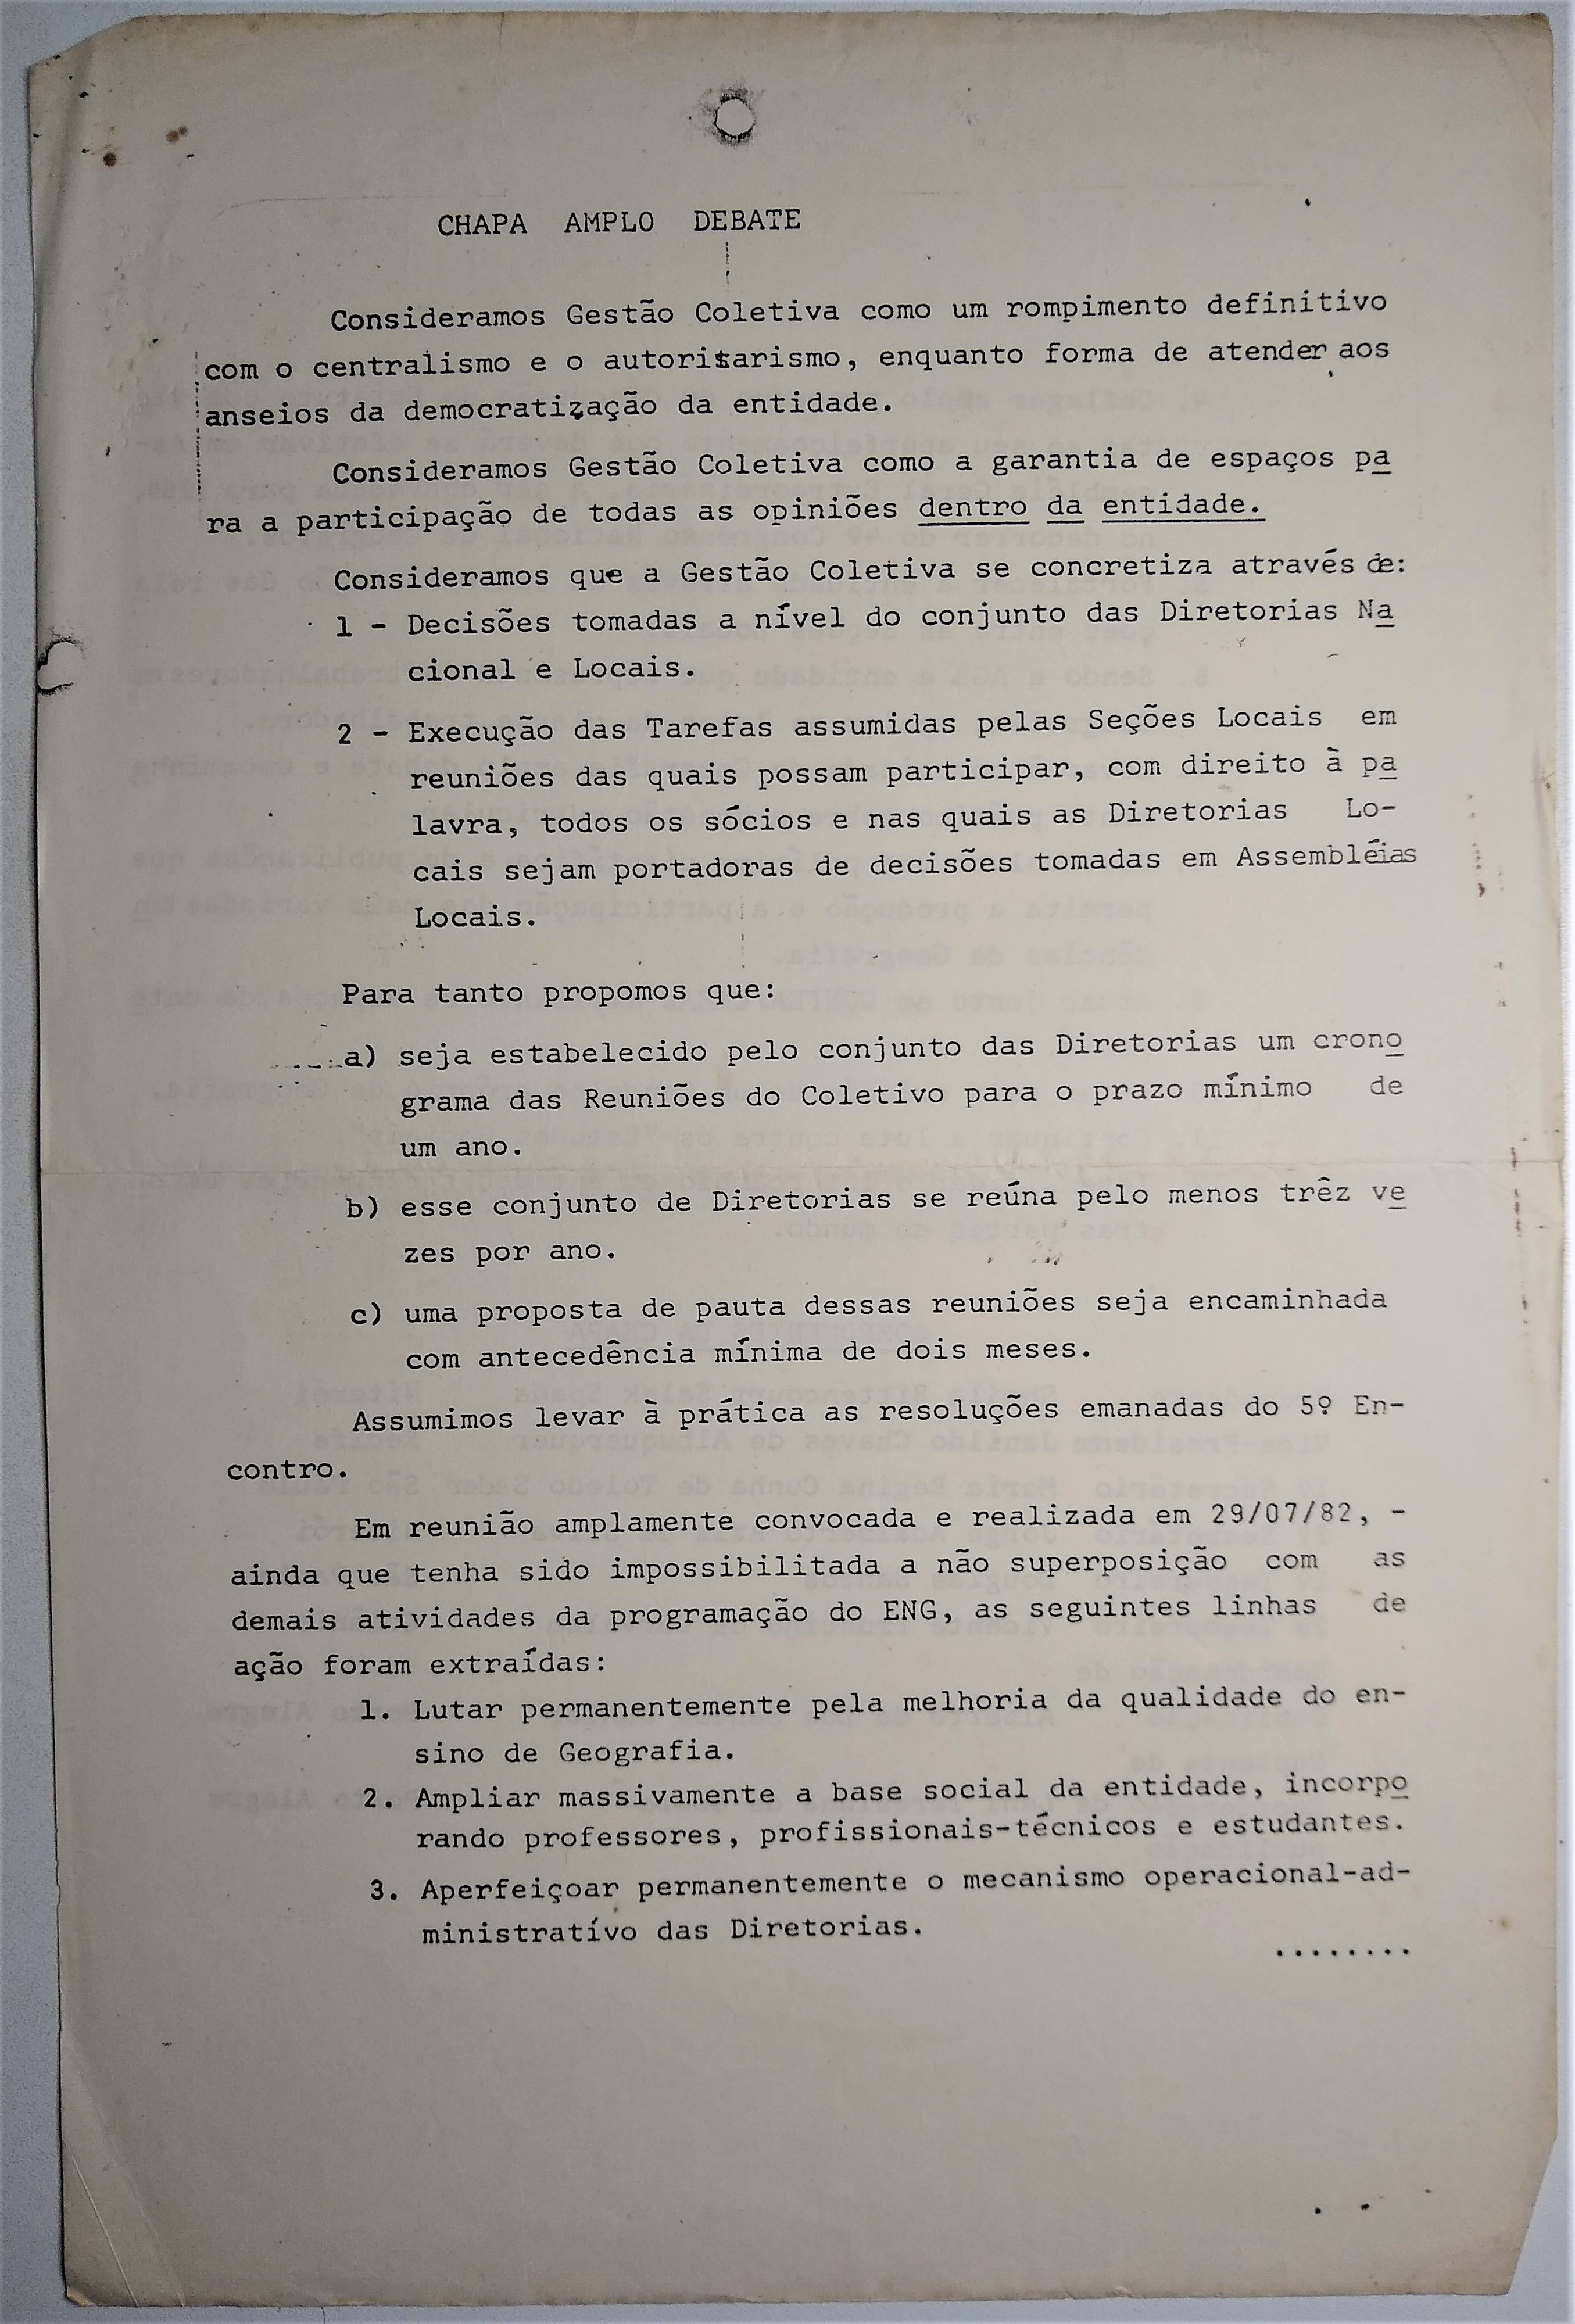 CHAPA AMPLO DEBATE
Consideramos Gestão Coletiva como um rompimento definitivo
com o centralismo e o autoritarismo, enquanto forma de atender aos
anseios da democratização da entidade.
Consideramos Gestão Coletiva como a garantia de espaços pa
ra a participação de todas as opiniões dentro da entidade.
Consideramos que a Gestão Coletiva se concretiza através de:
1 - Decisões tomadas a nível do conjunto das Diretorias Na
cional e Locais.
2 - Execução das Tarefas assumidas pelas Seções Locais em
reuniões das quais possam participar, com direito à pa
lavra, todos os sócios e nas quais as Diretorias Lo-
cais sejam portadoras de decisões tomadas em Assembléias
Locais.
Para tanto propomos que:
a) seja estabelecido pelo conjunto das Diretorias um crono
grama das Reuniões do Coletivo para o prazo mínimo de
um ano.
b) esse conjunto de Diretorias se reúna pelo menos trêz ve
zes por ano.
c) uma proposta de pauta dessas reuniões seja encaminhada
com antecedência mínima de dois meses.
Assumimos levar à prática as resoluções emanadas do 5º En-
contro.
Em reunião amplamente convocada e realizada em 29/07/82, -
ainda que tenha sido impossibilitada a não superposição com as
demais atividades da programação do ENG, as seguintes linhas de
ação foram extraídas:
1. Lutar permanentemente pela melhoria da qualidade do en-
sino de Geografia.
2. Ampliar massivamente a base social da entidade, incorpo
rando professores, profissionais-técnicos e estudantes.
3. Aperfeiçoar permanentemente o mecanismo operacional-ad-
ministratívo das Diretorias.
........